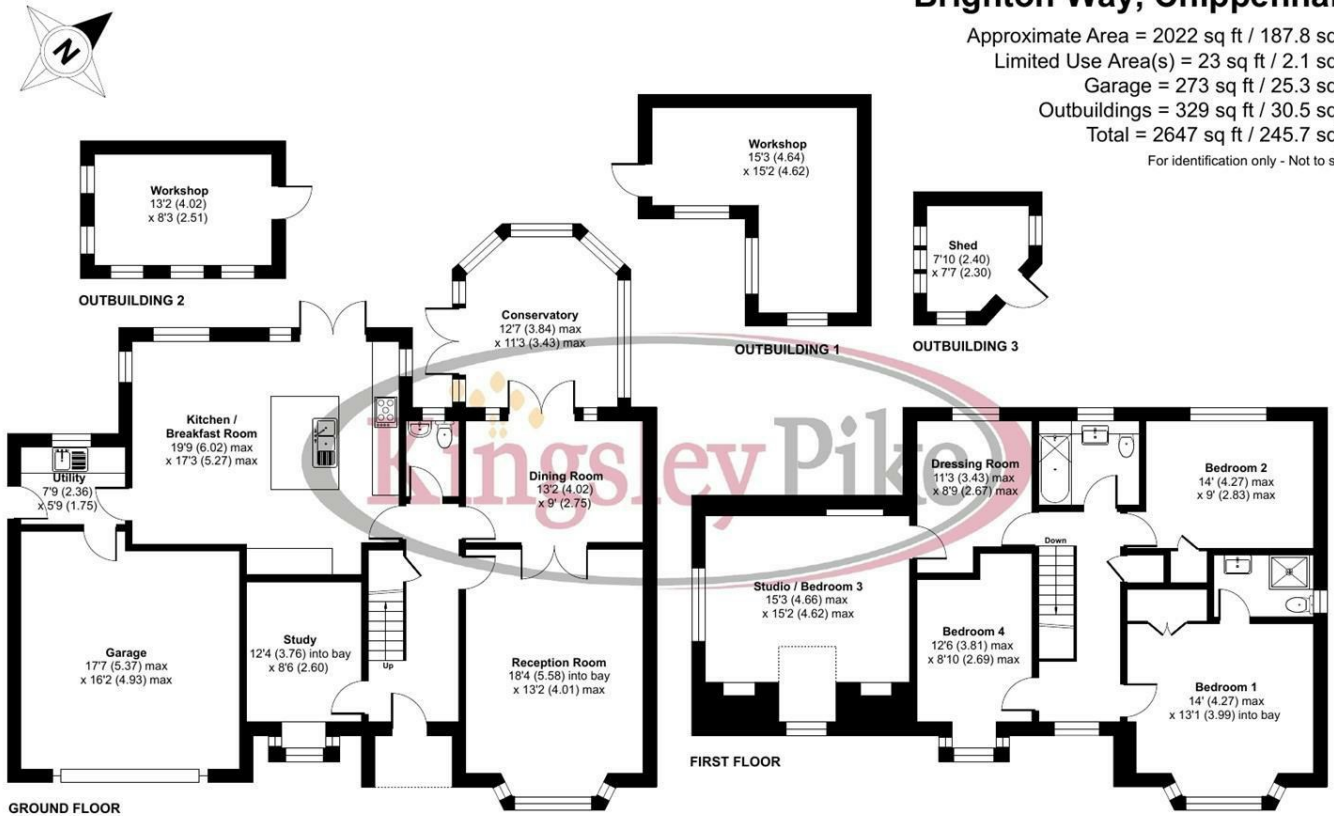 Brighton Way, Chippenha
Approximate Area = 2022 sq ft / 187.8 sq
Limited Use Area(s) = 23 sq ft / 2.1 sq
Garage = 273 sq ft / 25.3 sq
Outbuildings = 329 sq ft / 30.5 sq
Total = 2647 sq ft / 245.7 sq
For identification only - Not to s
N
Workshop
13'2 (4.02)
x 8'3 (2.51)
OUTBUILDING 2
Workshop
15'3 (4.64)
x 15'2 (4.62)
OUTBUILDING 1
Shed
7'10 (2.40)
x 7'7 (2.30)
OUTBUILDING 3
Conservatory
12'7 (3.84) max
x 11'3 (3.43) max
Kitchen /
Breakfast Room
19'9 (6.02) max
x 17'3 (5.27) max
Utility
7'9 (2.36)
x 5'9 (1.75)
Dining Room
13'2 (4.02)
x 9' (2.75)
Garage
17'7 (5.37) max
x 16'2 (4.93) max
Study
12'4 (3.76) into bay
x 8'6 (2.60)
Up
Reception Room
18'4 (5.58) into bay
x 13'2 (4.01) max
GROUND FLOOR
Kingsley Pike
Dressing Room
11'3 (3.43) max
x 8'9 (2.67) max
Bedroom 2
14' (4.27) max
x 9' (2.83) max
Down
Studio / Bedroom 3
15'3 (4.66) max
x 15'2 (4.62) max
Bedroom 4
12'6 (3.81) max
x 8'10 (2.69) max
Bedroom 1
14' (4.27) max
x 13'1 (3.99) into bay
FIRST FLOOR